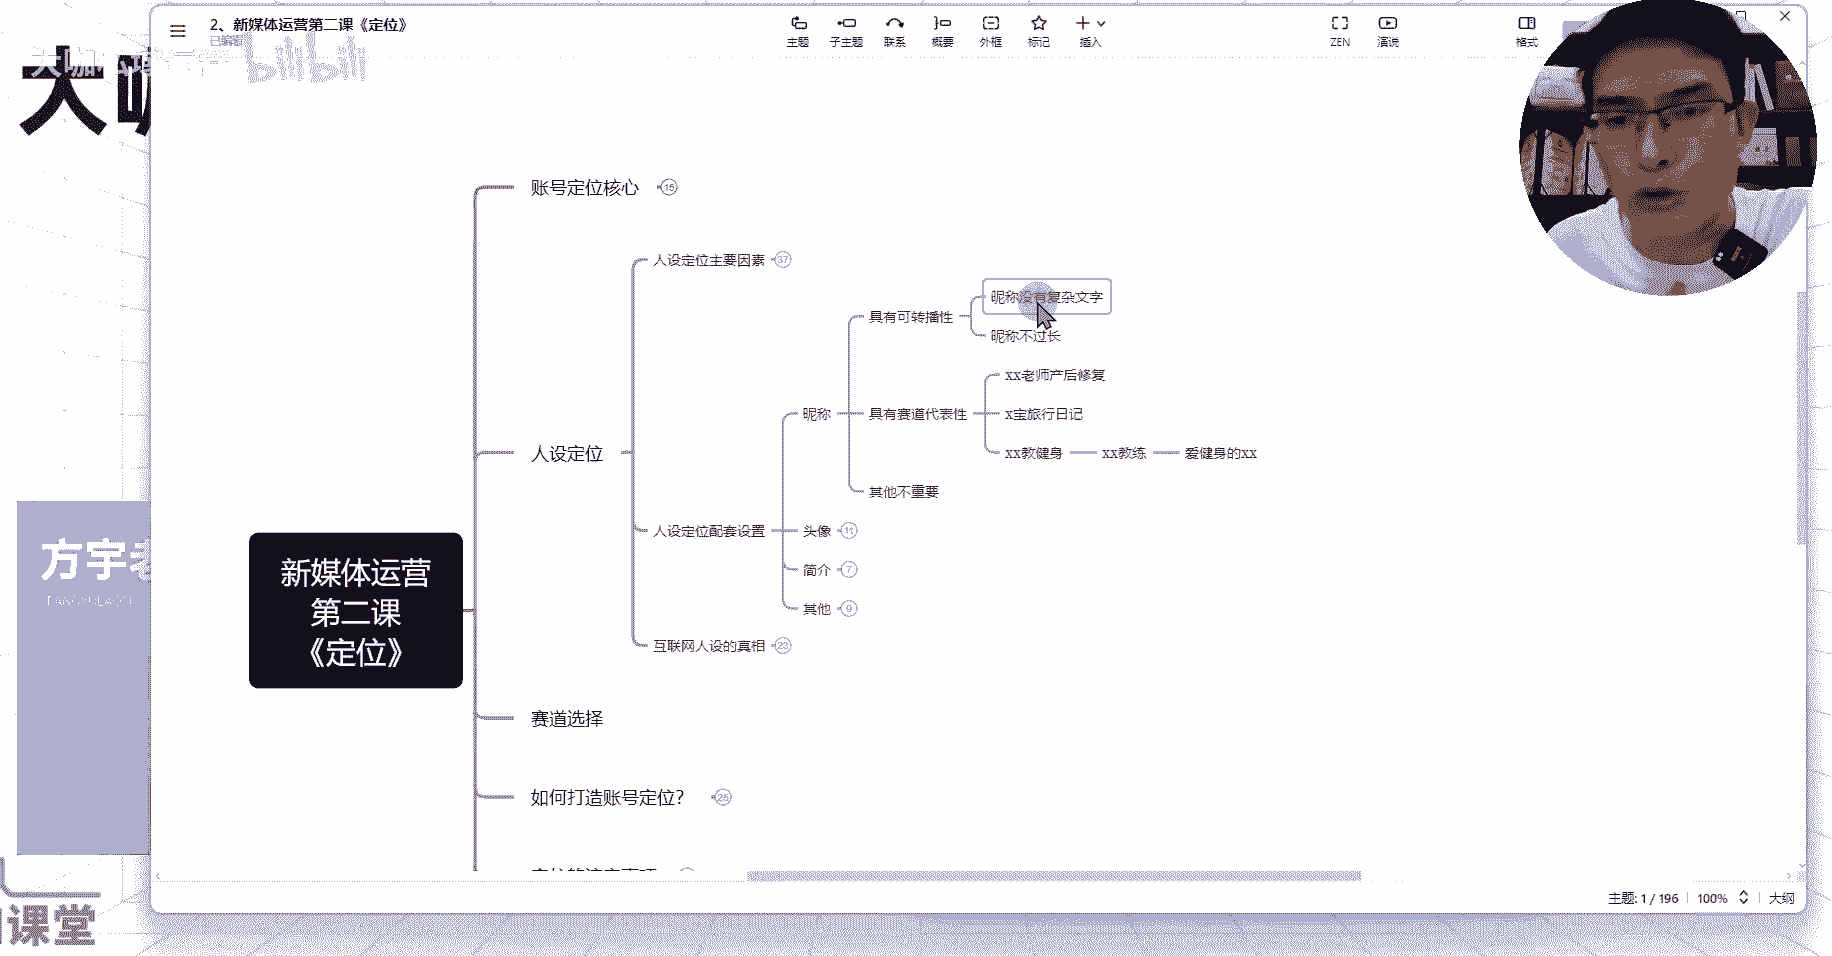 2、新媒体运营第二课《定位》
已编辑
主题
子主题
联系
概要
外框
标记
插入
ZEN
演说
格式
bilibili
大咖
账号定位核心
15
人设定位主要因素
37
昵称没有复杂文字
具有可转播性
昵称不过长
xx老师产后修复
昵称
具有赛道代表性
x宝旅行日记
人设定位
xx教健身
xx教练
爱健身的xx
其他不重要
人设定位配套设置
头像
11
新媒体运营
第二课
《定位》
简介
7
其他
9
互联网人设的真相
23
方宇老
赛道选择
如何打造账号定位?
25
课堂
主题: 1 / 196
100%
大纲